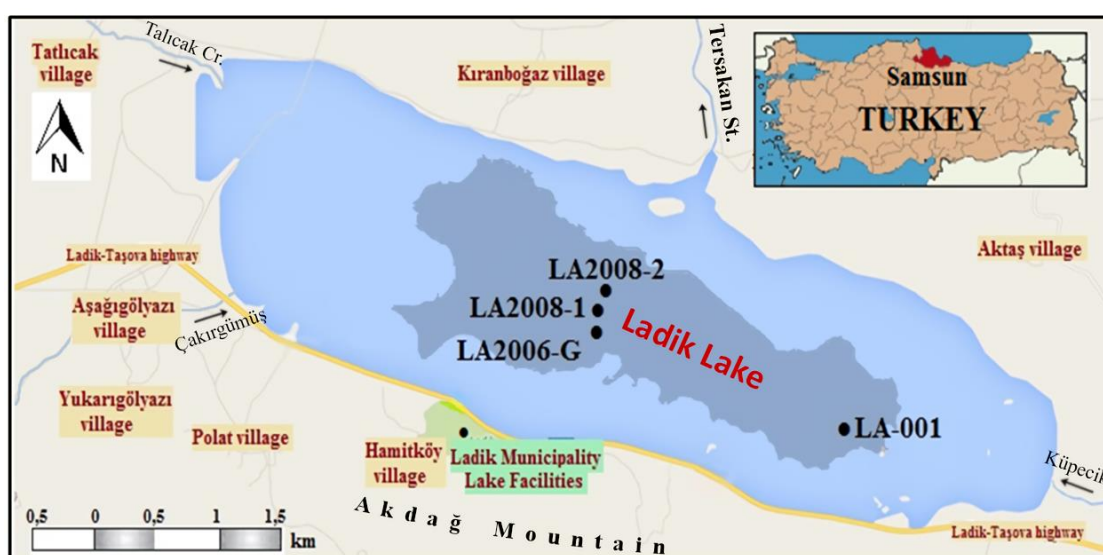 Talıcak Cr.
Tatlıcak
village
Kıranboğaz village
Tersakan St.
Samsun
TURKEY
N
Aktaş village
Ladik-Taşova highway
LA2008-2
Aşağıgölyazı
village
LA2008-1
Çakırgümüş
LA2006-G
Ladik Lake
Yukarıgölyazı
village
Polat village
LA-001
Hamitköy
village
Ladik Municipality
Lake Facilities
Küpecik
Akdağ Mountain
0,5 0 0,5 1 1,5
km
Ladik-Taşova highway